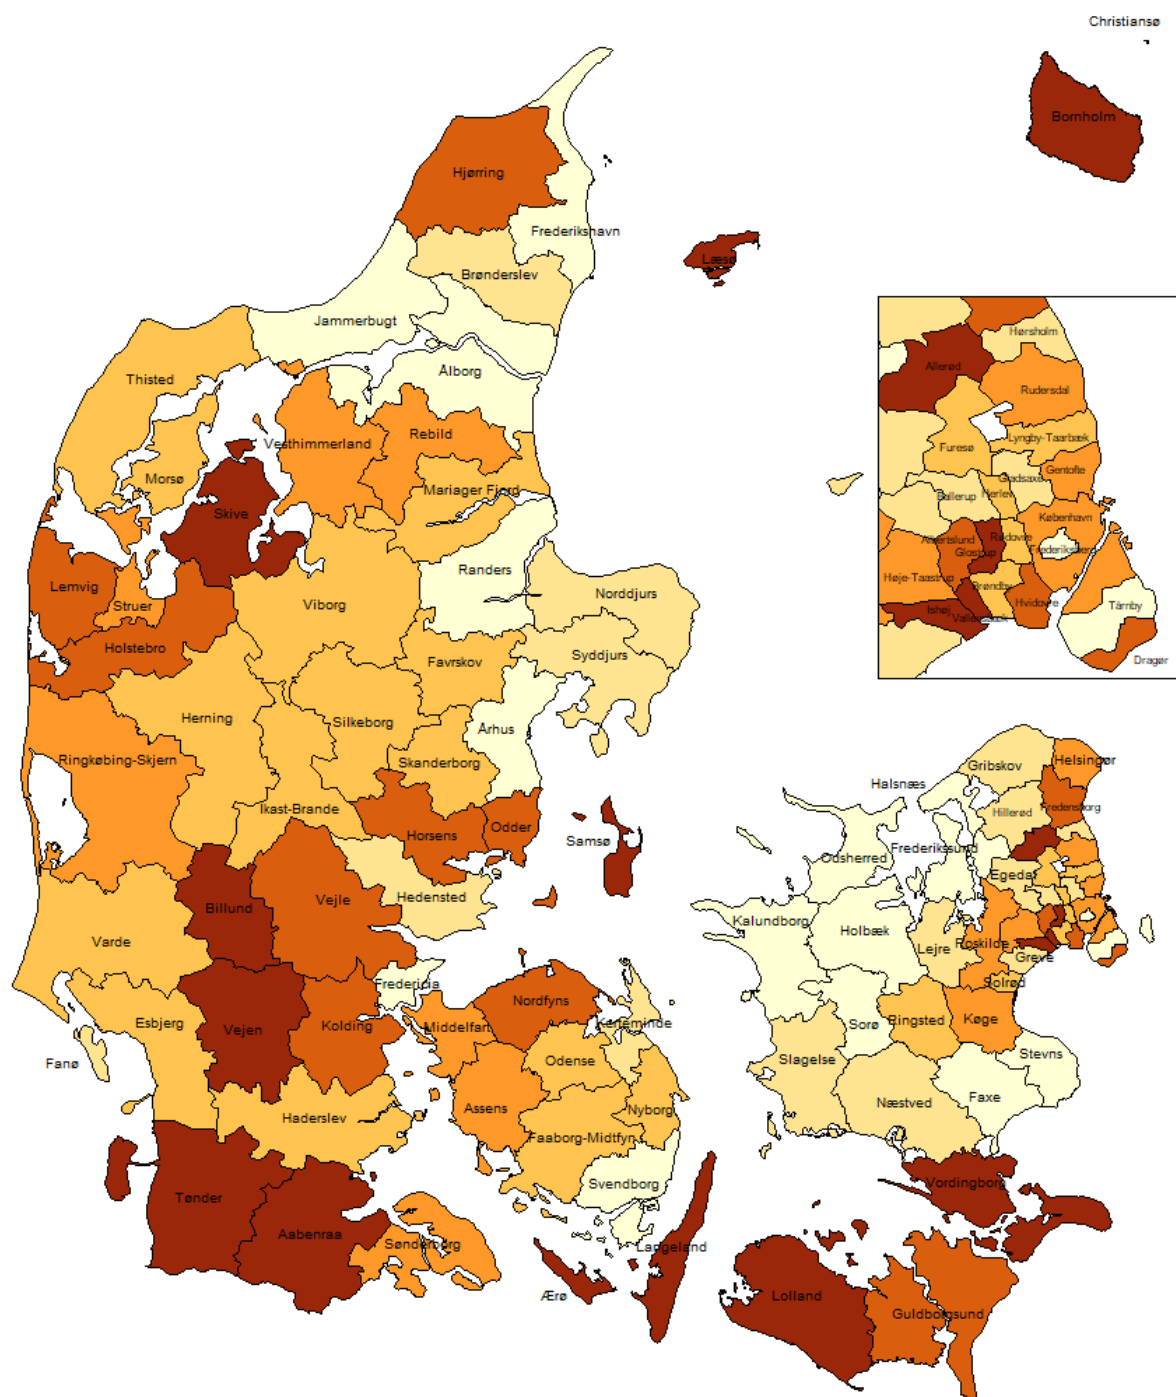 Christiansø
Bornholm
Hjørring
Frederikshavn
Læsø
Brønderslev
Jammerbugt
Ålborg
Thisted
Vesthimmerland
Rebild
Morsø
Mariager Fjord
Skive
Randers
Lemvig
Struer
Viborg
Norddjurs
Holstebro
Favrskov
Syddjurs
Herning
Silkeborg
Århus
Ringkøbing-Skjern
Skanderborg
Ikast-Brande
Horsens
Odder
Samsø
Billund
Vejle
Hedensted
Varde
Fredericia
Esbjerg
Vejen
Kolding
Middelfart
Nordfyns
Kerteminde
Fanø
Odense
Assens
Nyborg
Haderslev
Faaborg-Midtfyn
Svendborg
Tønder
Aabenraa
Sønderborg
Langeland
Ærø
Hørsholm
Allerød
Rudersdal
Furesø
Lyngby-Taarbæk
Gladsaxe
Gentofte
Ballerup
Herlev
København
Albertslund
Rødovre
Glostrup
Frederiksberg
Høje-Taastrup
Brøndby
Ishøj
Vallensbæk
Hvidovre
Tårnby
Dragør
Gribskov
Helsingør
Halsnæs
Hillerød
Fredensborg
Odsherred
Frederikssund
Egedal
Kalundborg
Holbæk
Lejre
Roskilde
Greve
Solrød
Sorø
Ringsted
Køge
Slagelse
Stevns
Næstved
Faxe
Vordingborg
Lolland
Guldborgsund